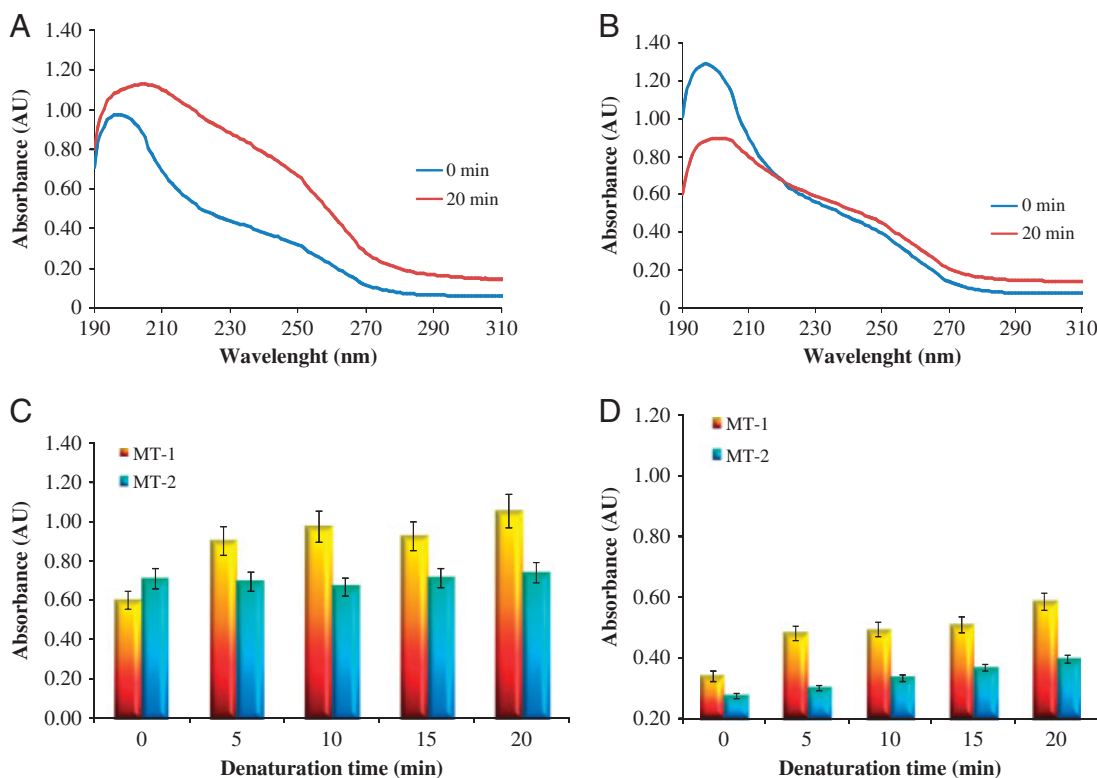 A
1.40
1.20
1.00
0.80
0.60
0.40
0.20
0
Absorbance (AU)
0 min
20 min
190 210 230 250 270 290 310
Wavelenght (nm)
B
1.40
1.20
1.00
0.80
0.60
0.40
0.20
0
Absorbance (AU)
0 min
20 min
190 210 230 250 270 290 310
Wavelenght (nm)
C
MT-1
MT-2
1.40
1.20
1.00
0.80
0.60
0.40
0.20
0.00
Absorbance (AU)
0 5 10 15 20
Denaturation time (min)
D
MT-1
MT-2
1.20
1.00
0.80
0.60
0.40
0.20
Absorbance (AU)
0 5 10 15 20
Denaturation time (min)